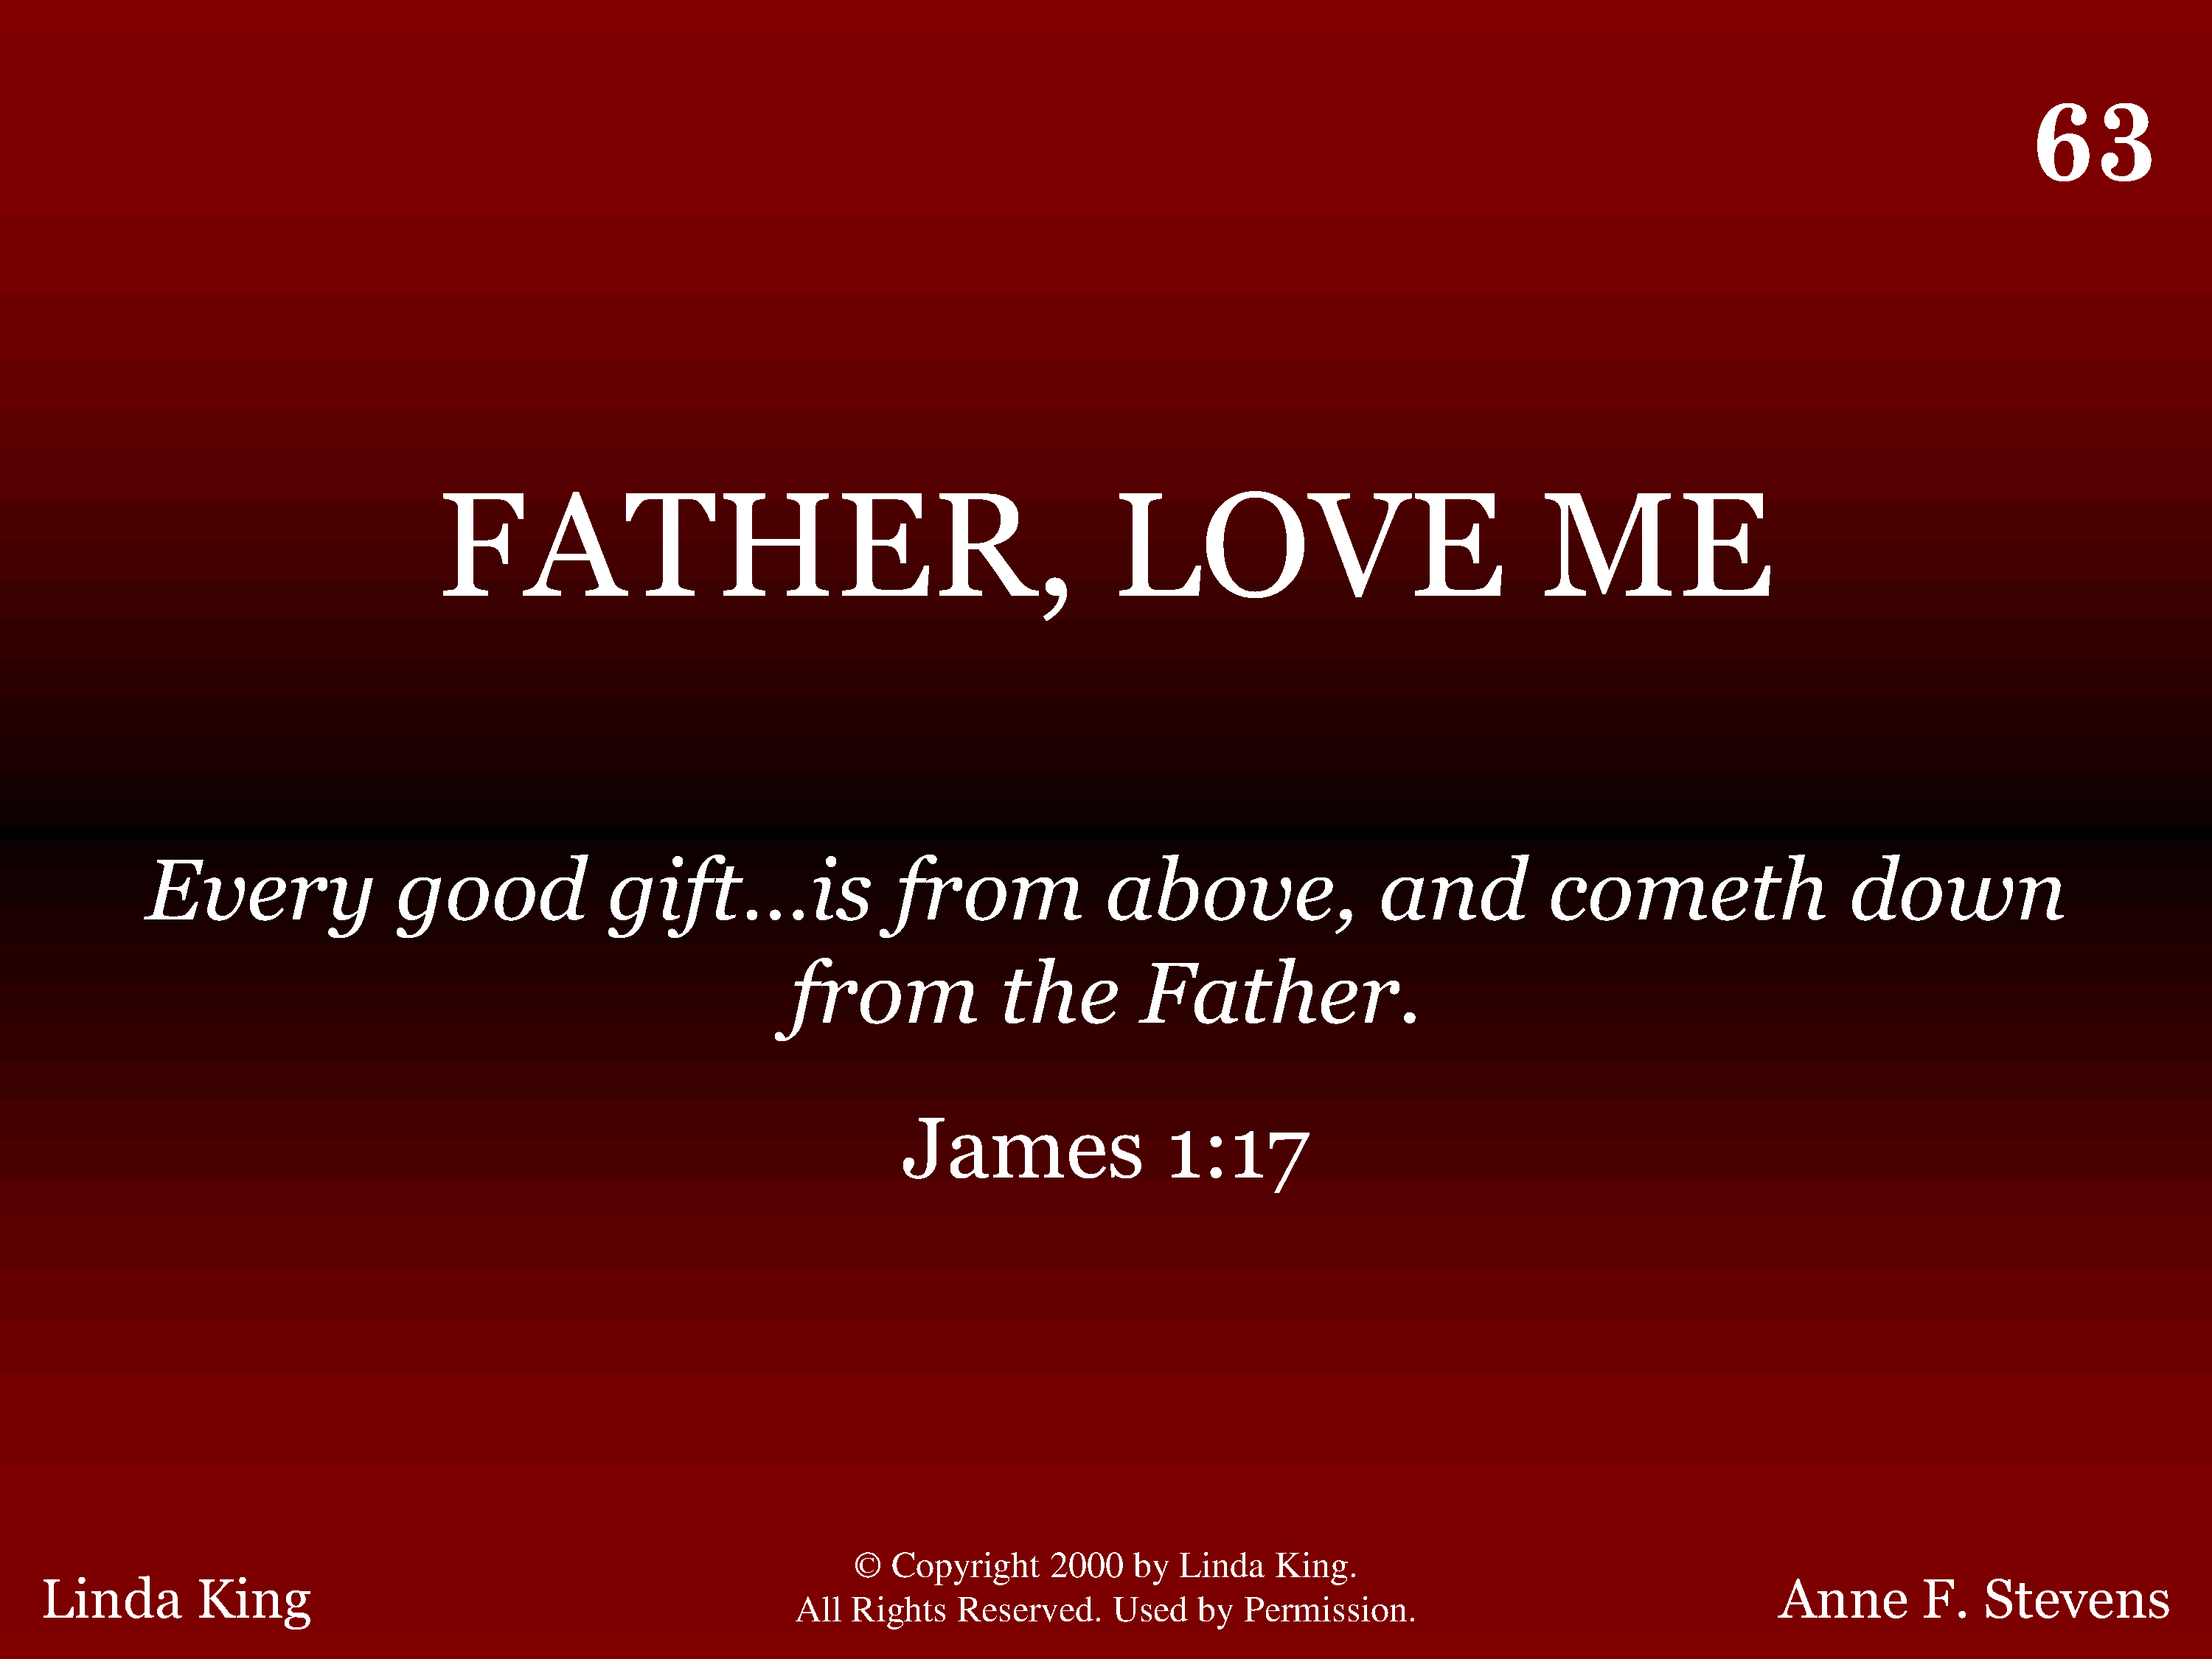 63
FATHER, LOVE ME
Every good gift...is from above, and cometh down
from the Father.
James 1:17
Linda King
© Copyright 2000 by Linda King.
All Rights Reserved. Used by Permission.
Anne F. Stevens